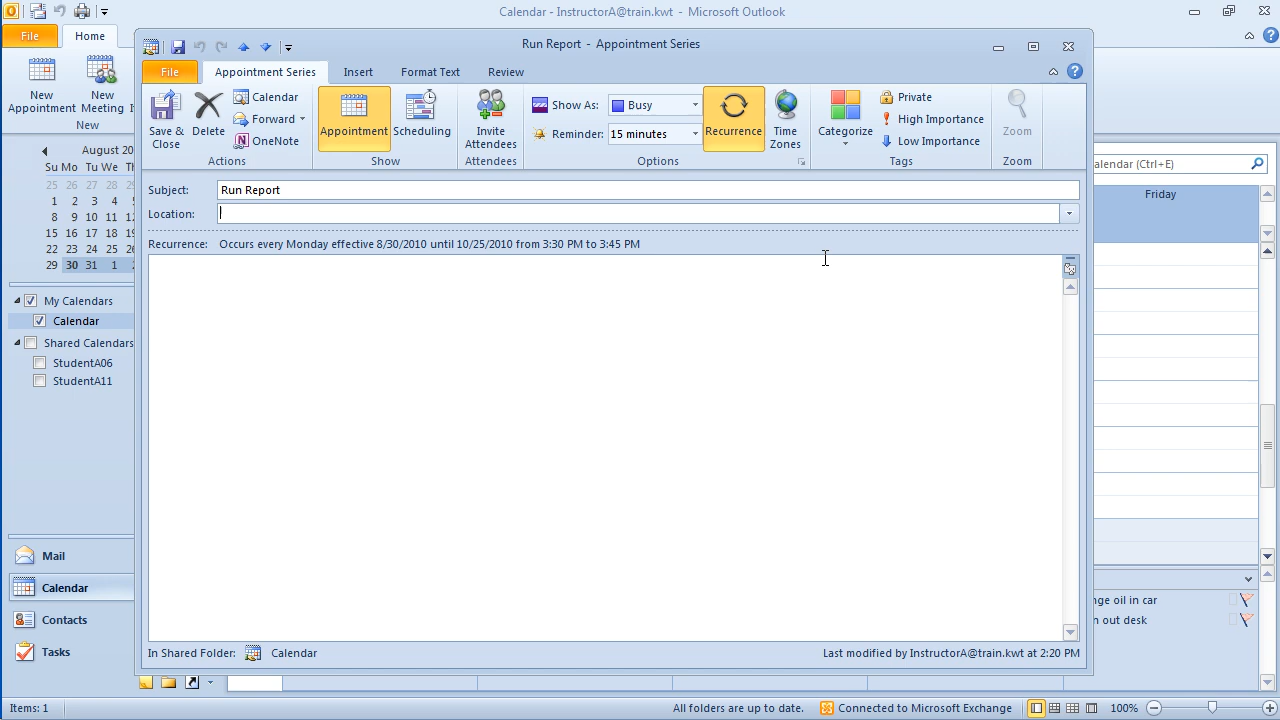 Calendar - InstructorA@train.kwt - Microsoft Outlook
File Home
New Appointment
New Meeting
New
August 20
Su Mo Tu We Th
25 26 27 28
1 2 3 4
8 9 10 11
15 16 17 18
22 23 24 25
29 30 31 1
My Calendars
Calendar
Shared Calendars
StudentA06
StudentA11
Mail
Calendar
Contacts
Tasks
Run Report - Appointment Series
File Appointment Series Insert Format Text Review
Save & Close
Delete
Calendar
Forward
OneNote
Actions
Appointment
Scheduling
Show
Invite Attendees
Attendees
Show As: Busy
Reminder: 15 minutes
Recurrence
Time Zones
Options
Categorize
Private
High Importance
Low Importance
Tags
Zoom
Zoom
Subject: Run Report
Location:
Recurrence: Occurs every Monday effective 8/30/2010 until 10/25/2010 from 3:30 PM to 3:45 PM
In Shared Folder: Calendar
Last modified by InstructorA@train.kwt at 2:20 PM
alendar (Ctrl+E)
Friday
nge oil in car
n out desk
Items: 1
All folders are up to date.
Connected to Microsoft Exchange
100%